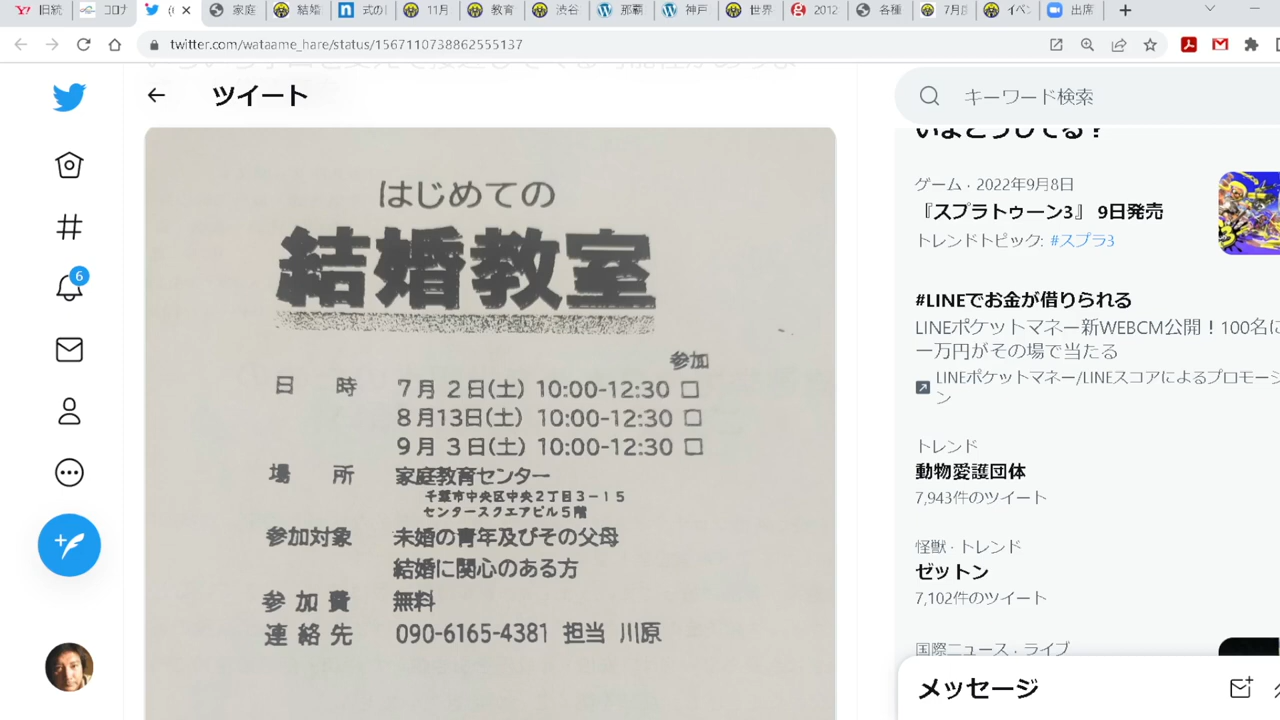 旧統
コロナ
家庭
結婚
式の
11月
教育
渋谷
那覇
神戸
世界
2012
各種
7月
イベ
出席
twitter.com/wataame_hare/status/1567110738862555137
ツイート
キーワード検索
いまどうしてる？
はじめての
結婚教室
参加
日 時 7月 2日(土) 10:00-12:30 □
8月13日(土) 10:00-12:30 □
9月 3日(土) 10:00-12:30 □
場 所 家庭教育センター
千葉市中央区中央2丁目3-15
センタースクエアビル5階
参加対象 未婚の青年及びその父母
結婚に関心のある方
参加費 無料
連絡先 090-6165-4381 担当 川原
6
ゲーム · 2022年9月8日
『スプラトゥーン3』 9日発売
トレンドトピック: #スプラ3
#LINEでお金が借りられる
LINEポケットマネー新WEBCM公開！100名に
一万円がその場で当たる
LINEポケットマネー/LINEスコアによるプロモーショ
ン
トレンド
動物愛護団体
7,943件のツイート
怪獣 · トレンド
ゼットン
7,102件のツイート
国際ニュース · ライブ
メッセージ